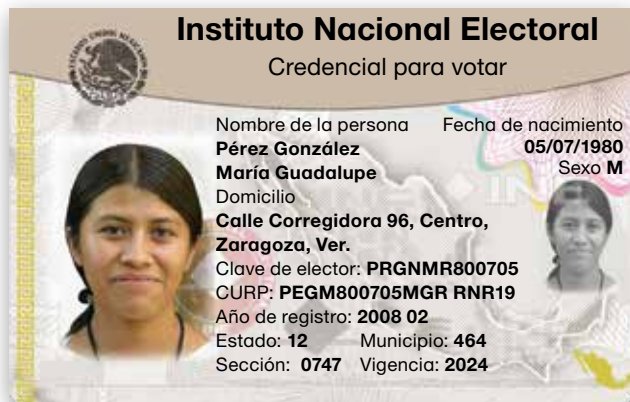 Instituto Nacional Electoral
Credencial para votar
Nombre de la persona Fecha de nacimiento
Pérez González 05/07/1980
María Guadalupe Sexo M
Domicilio
Calle Corregidora 96, Centro,
Zaragoza, Ver.
Clave de elector: PRGNMR800705
CURP: PEGM800705MGR RNR19
Año de registro: 2008 02
Estado: 12 Municipio: 464
Sección: 0747 Vigencia: 2024